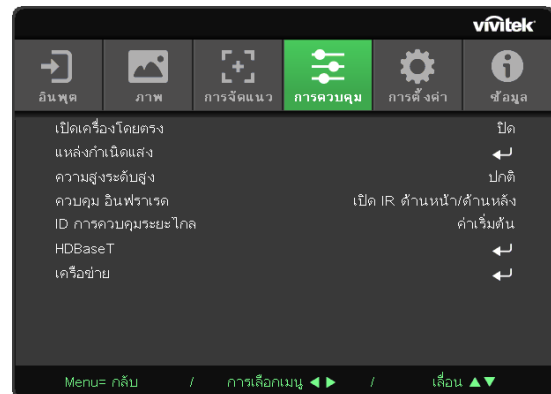 vivitek
อินพุต ภาพ การจัดแนว การควบคุม การตั้งค่า ข้อมูล
เปิดเครื่องโดยตรง ปิด
แหล่งกำเนิดแสง
ความสูงระดับสูง ปกติ
ควบคุม อินฟราเรด เปิด IR ด้านหน้า/ด้านหลัง
ID การควบคุมระยะไกล ค่าเริ่มต้น
HDBaseT
เครือข่าย
Menu= กลับ / การเลือกเมนู ◀ ▶ / เลื่อน ▲▼